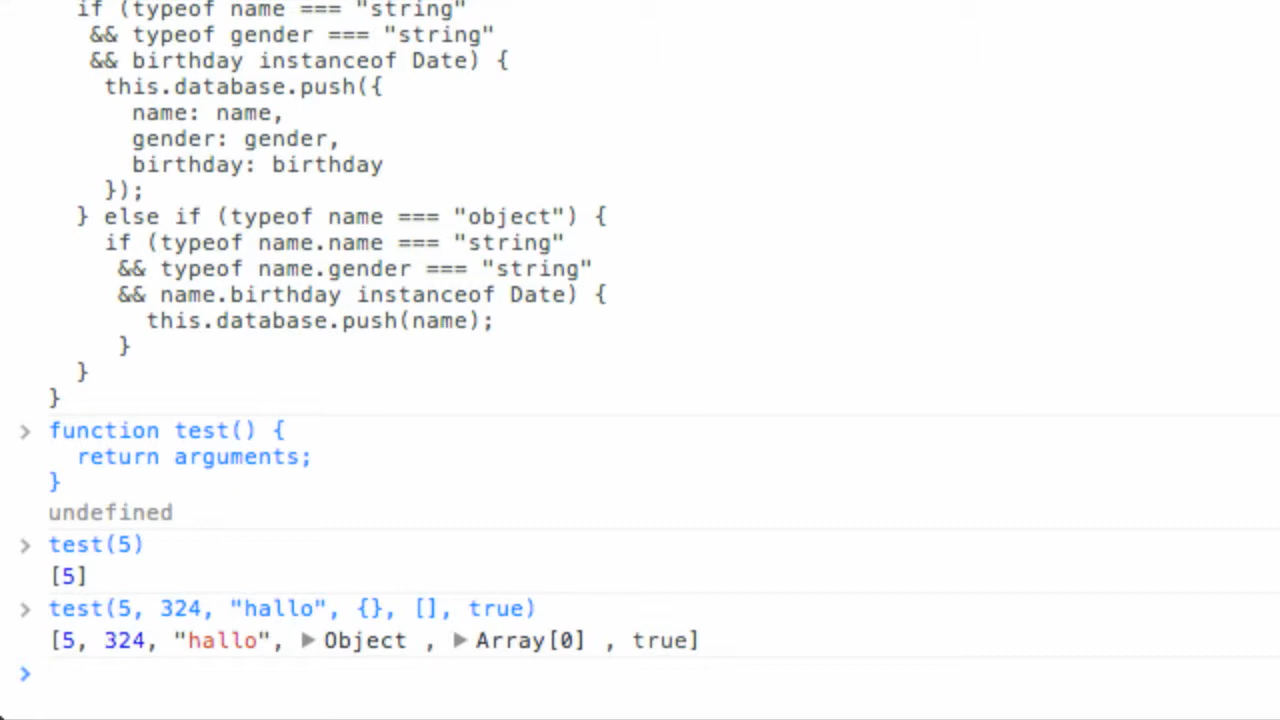 if (typeof name === "string"
&& typeof gender === "string"
&& birthday instanceof Date) {
this.database.push({
name: name,
gender: gender,
birthday: birthday
});
} else if (typeof name === "object") {
if (typeof name.name === "string"
&& typeof name.gender === "string"
&& name.birthday instanceof Date) {
this.database.push(name);
}
}
}
> function test() {
return arguments;
}
undefined
> test(5)
[5]
> test(5, 324, "hallo", {}, [], true)
[5, 324, "hallo", ▶ Object , ▶ Array[0] , true]
>